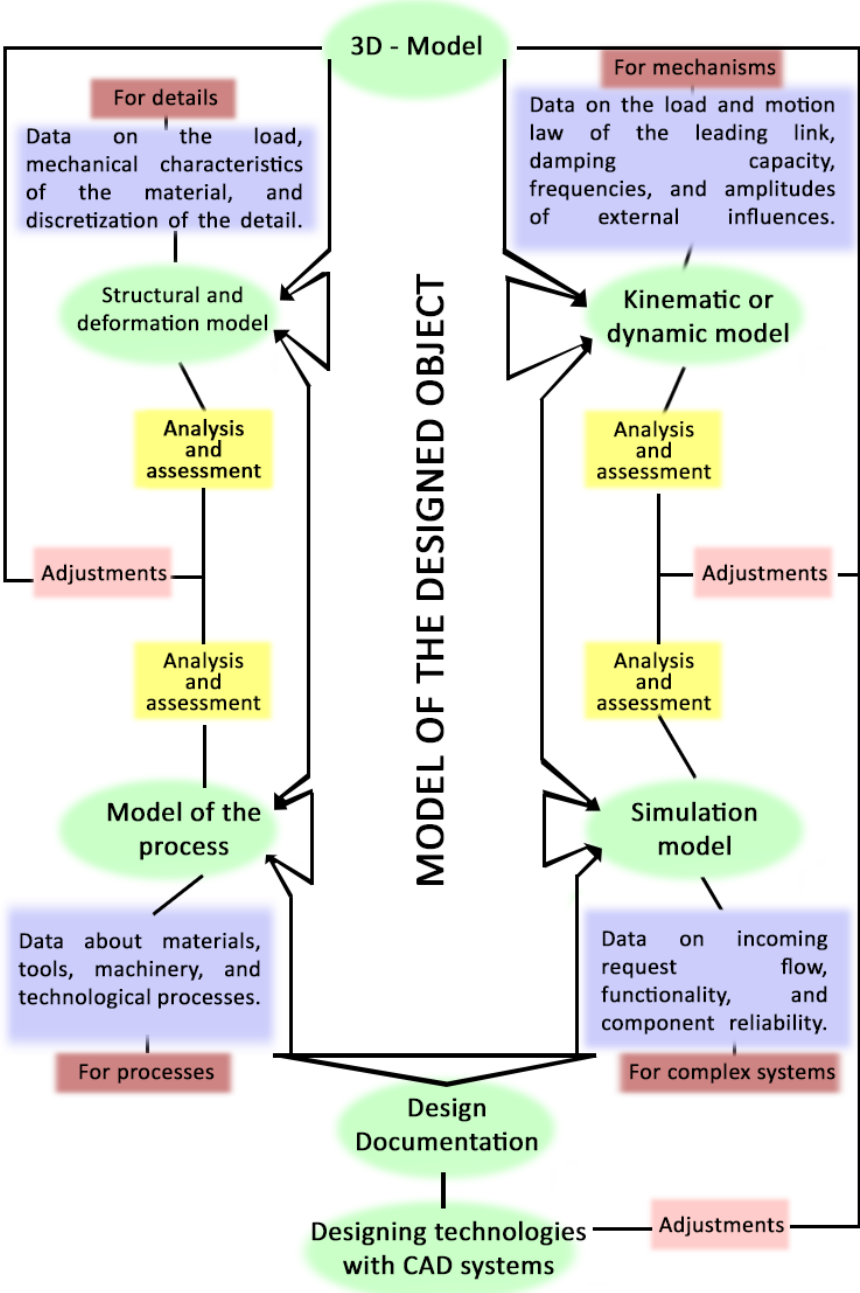 3D - Model
For details
Data on the load,
mechanical characteristics
of the material, and
discretization of the detail.
For mechanisms
Data on the load and motion
law of the leading link,
damping capacity,
frequencies, and amplitudes
of external influences.
Structural and
deformation model
Kinematic or
dynamic model
MODEL OF THE DESIGNED OBJECT
Analysis
and
assessment
Analysis
and
assessment
Adjustments
Adjustments
Analysis
and
assessment
Analysis
and
assessment
Model of the
process
Simulation
model
Data about materials,
tools, machinery, and
technological processes.
For processes
Data on incoming
request flow,
functionality, and
component reliability.
For complex systems
Design
Documentation
Designing technologies
with CAD systems
Adjustments